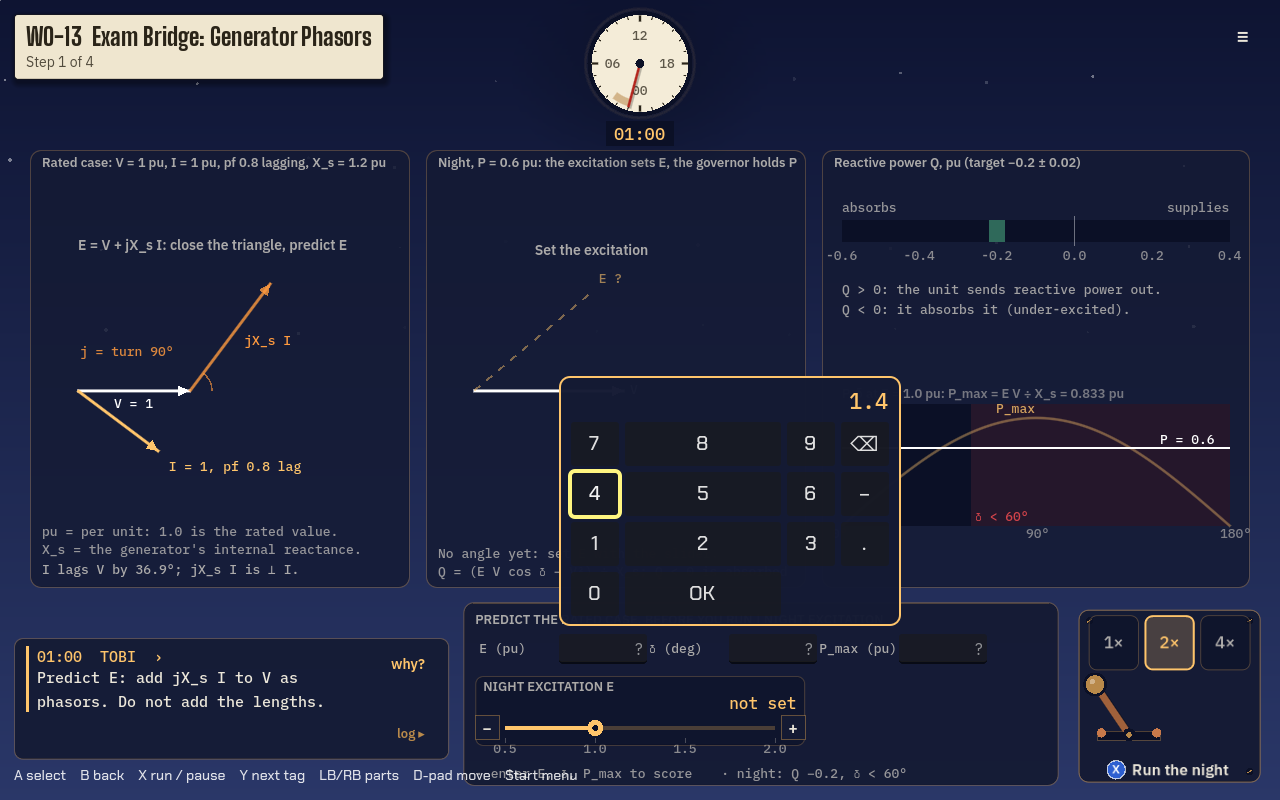 WO-13 Exam Bridge: Generator Phasors
Step 1 of 4
12
06 18
00
01:00
≡
Rated case: V = 1 pu, I = 1 pu, pf 0.8 lagging, X_s = 1.2 pu
E = V + jX_s I: close the triangle, predict E
jX_s I
j = turn 90°
V = 1
I = 1, pf 0.8 lag
pu = per unit: 1.0 is the rated value.
X_s = the generator's internal reactance.
I lags V by 36.9°; jX_s I is ⊥ I.
Night, P = 0.6 pu: the excitation sets E, the governor holds P
Set the excitation
E ?
No angle yet: se
Q = (E V cos δ −
Reactive power Q, pu (target −0.2 ± 0.02)
absorbs supplies
-0.6 -0.4 -0.2 0.0 0.2 0.4
Q > 0: the unit sends reactive power out.
Q < 0: it absorbs it (under-excited).
1.0 pu: P_max = E V ÷ X_s = 0.833 pu
P_max
P = 0.6
δ < 60°
90° 180°
1.4
7 8 9 ⌫
4 5 6 −
1 2 3 .
0 OK
PREDICT THE
E (pu) ? δ (deg) ? P_max (pu) ?
NIGHT EXCITATION E
not set
− +
0.5 1.0 1.5 2.0
P_max to score · night: Q −0.2, δ < 60°
01:00 TOBI ›
why?
Predict E: add jX_s I to V as
phasors. Do not add the lengths.
log ▸
1× 2× 4×
X Run the night
A select B back X run / pause Y next tag LB/RB parts D-pad move Start menu